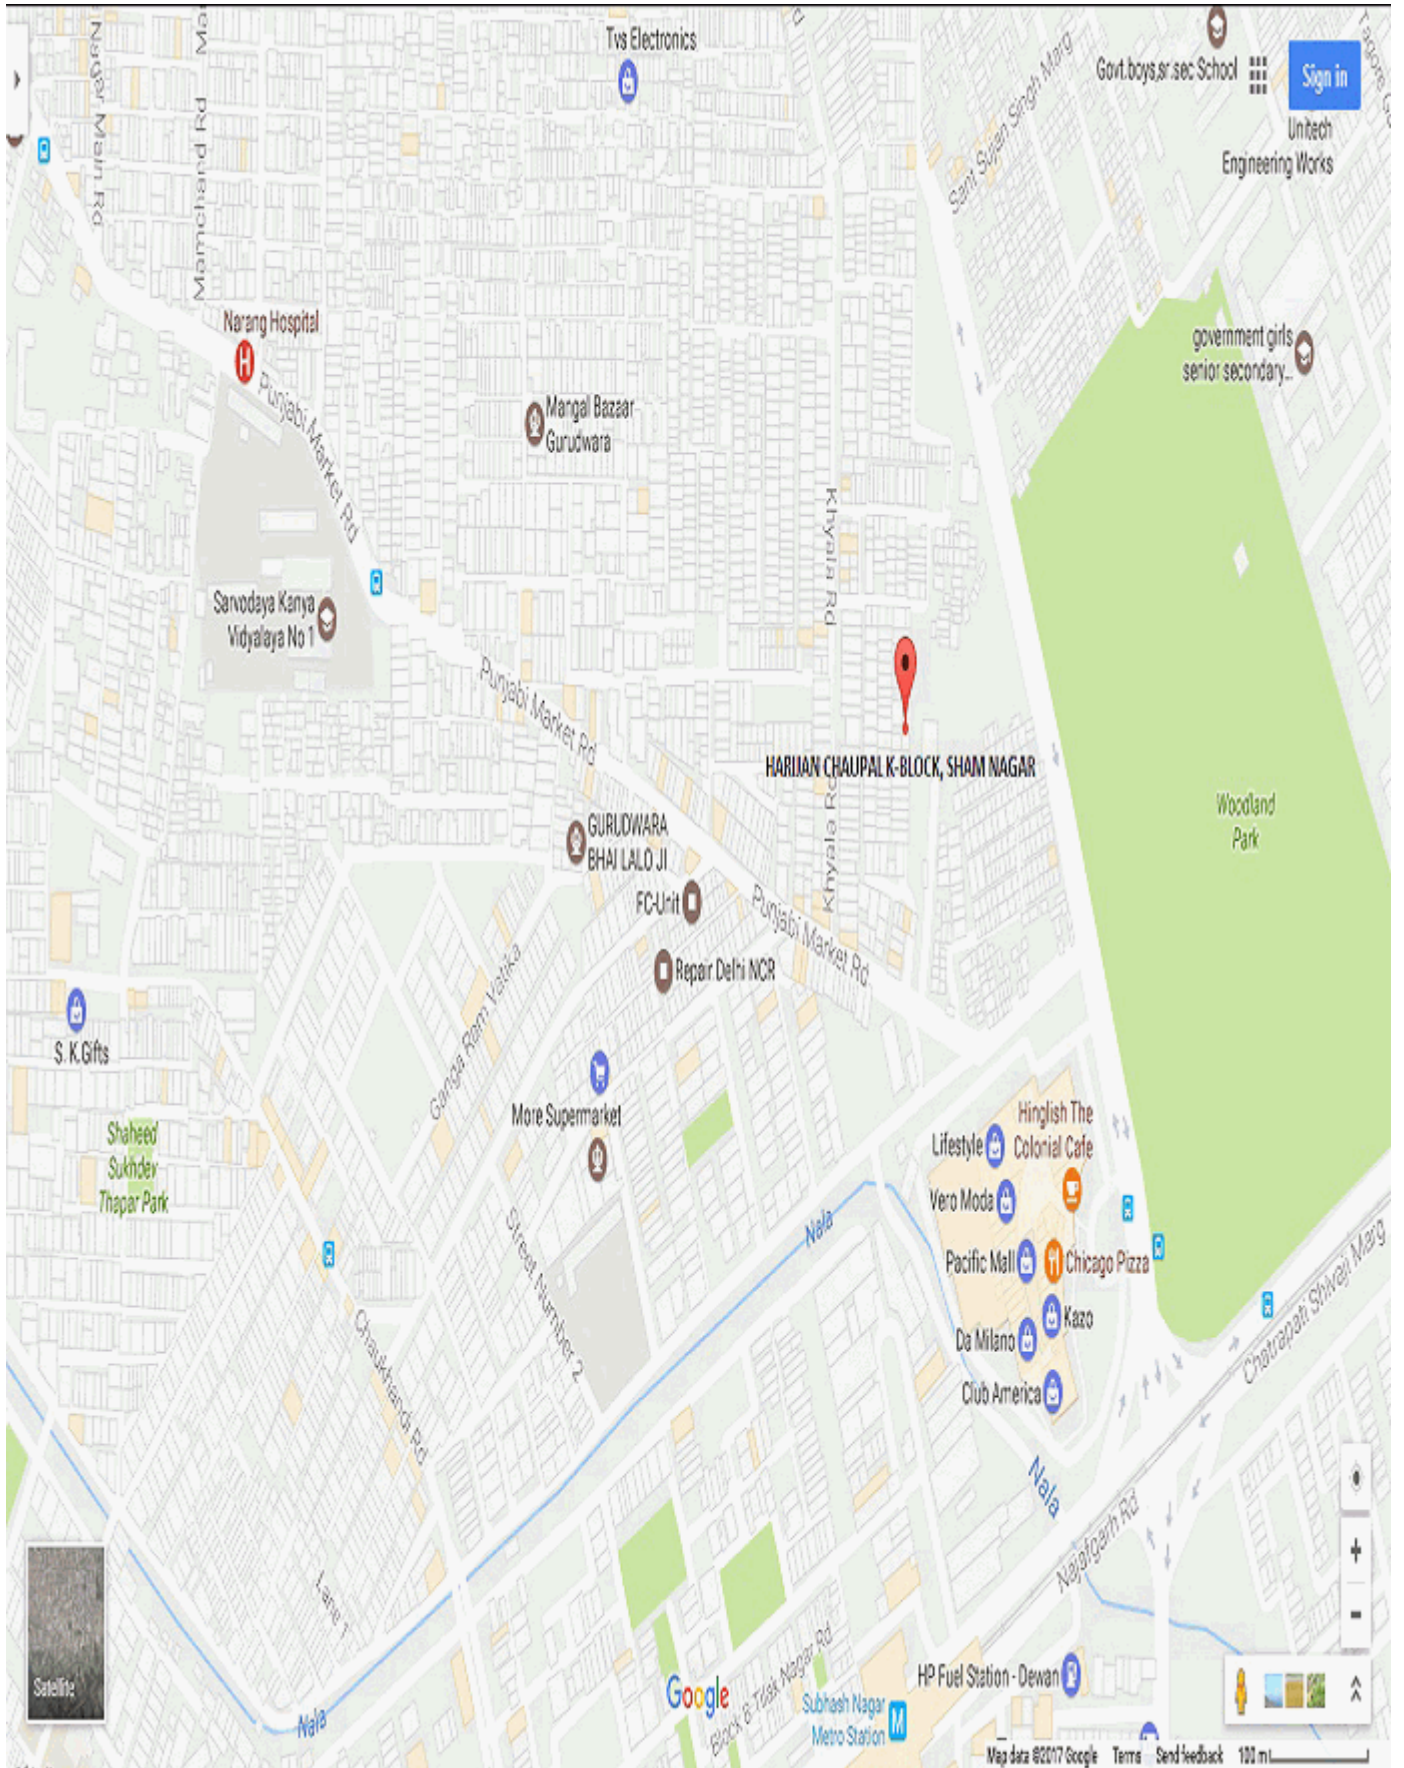 Tvs Electronics
Govt.boys,sr.sec School
Sign in
Unitech
Engineering Works
Nagar Main Rd
Mamchand Rd
Sant Sujan Singh Marg
Narang Hospital
H
government girls
senior secondary...
Punjabi Market Rd
Mangal Bazaar
Gurudwara
Khyala Rd
Sarvodaya Kanya
Vidyalaya No 1
Punjabi Market Rd
HARIJAN CHAUPAL K-BLOCK, SHAM NAGAR
Khyala Rd
Woodland
Park
GURUDWARA
BHAI LALO JI
FC-Unit
Punjabi Market Rd
Repair Delhi NCR
Ganga Ram Vatika
S. K.Gifts
More Supermarket
Shaheed
Sukhdev
Thapar Park
Hinglish The
Colonial Cafe
Lifestyle
Vero Moda
Nala
Street Number 2
Pacific Mall
Chicago Pizza
Chatrapati Shivaji Marg
Kazo
Da Milano
Club America
Chaukhandi Rd
Nala
Najafgarh Rd
Lane 1
Satellite
Nala
Google
Block B-Tilak Nagar Rd
Subhash Nagar
Metro Station
M
HP Fuel Station - Dewan
Map data ©2017 Google Terms Send feedback 100 m